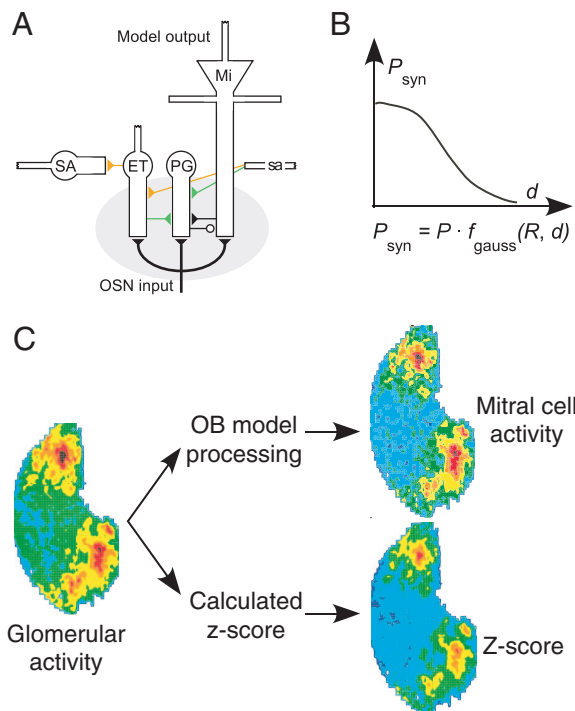 A
Model output
Mi
SA
ET
PG
sa
OSN input
B
P syn
d
P syn = P · f gauss (R, d)
C
OB model
processing
Mitral cell
activity
Glomerular
activity
Calculated
z-score
Z-score